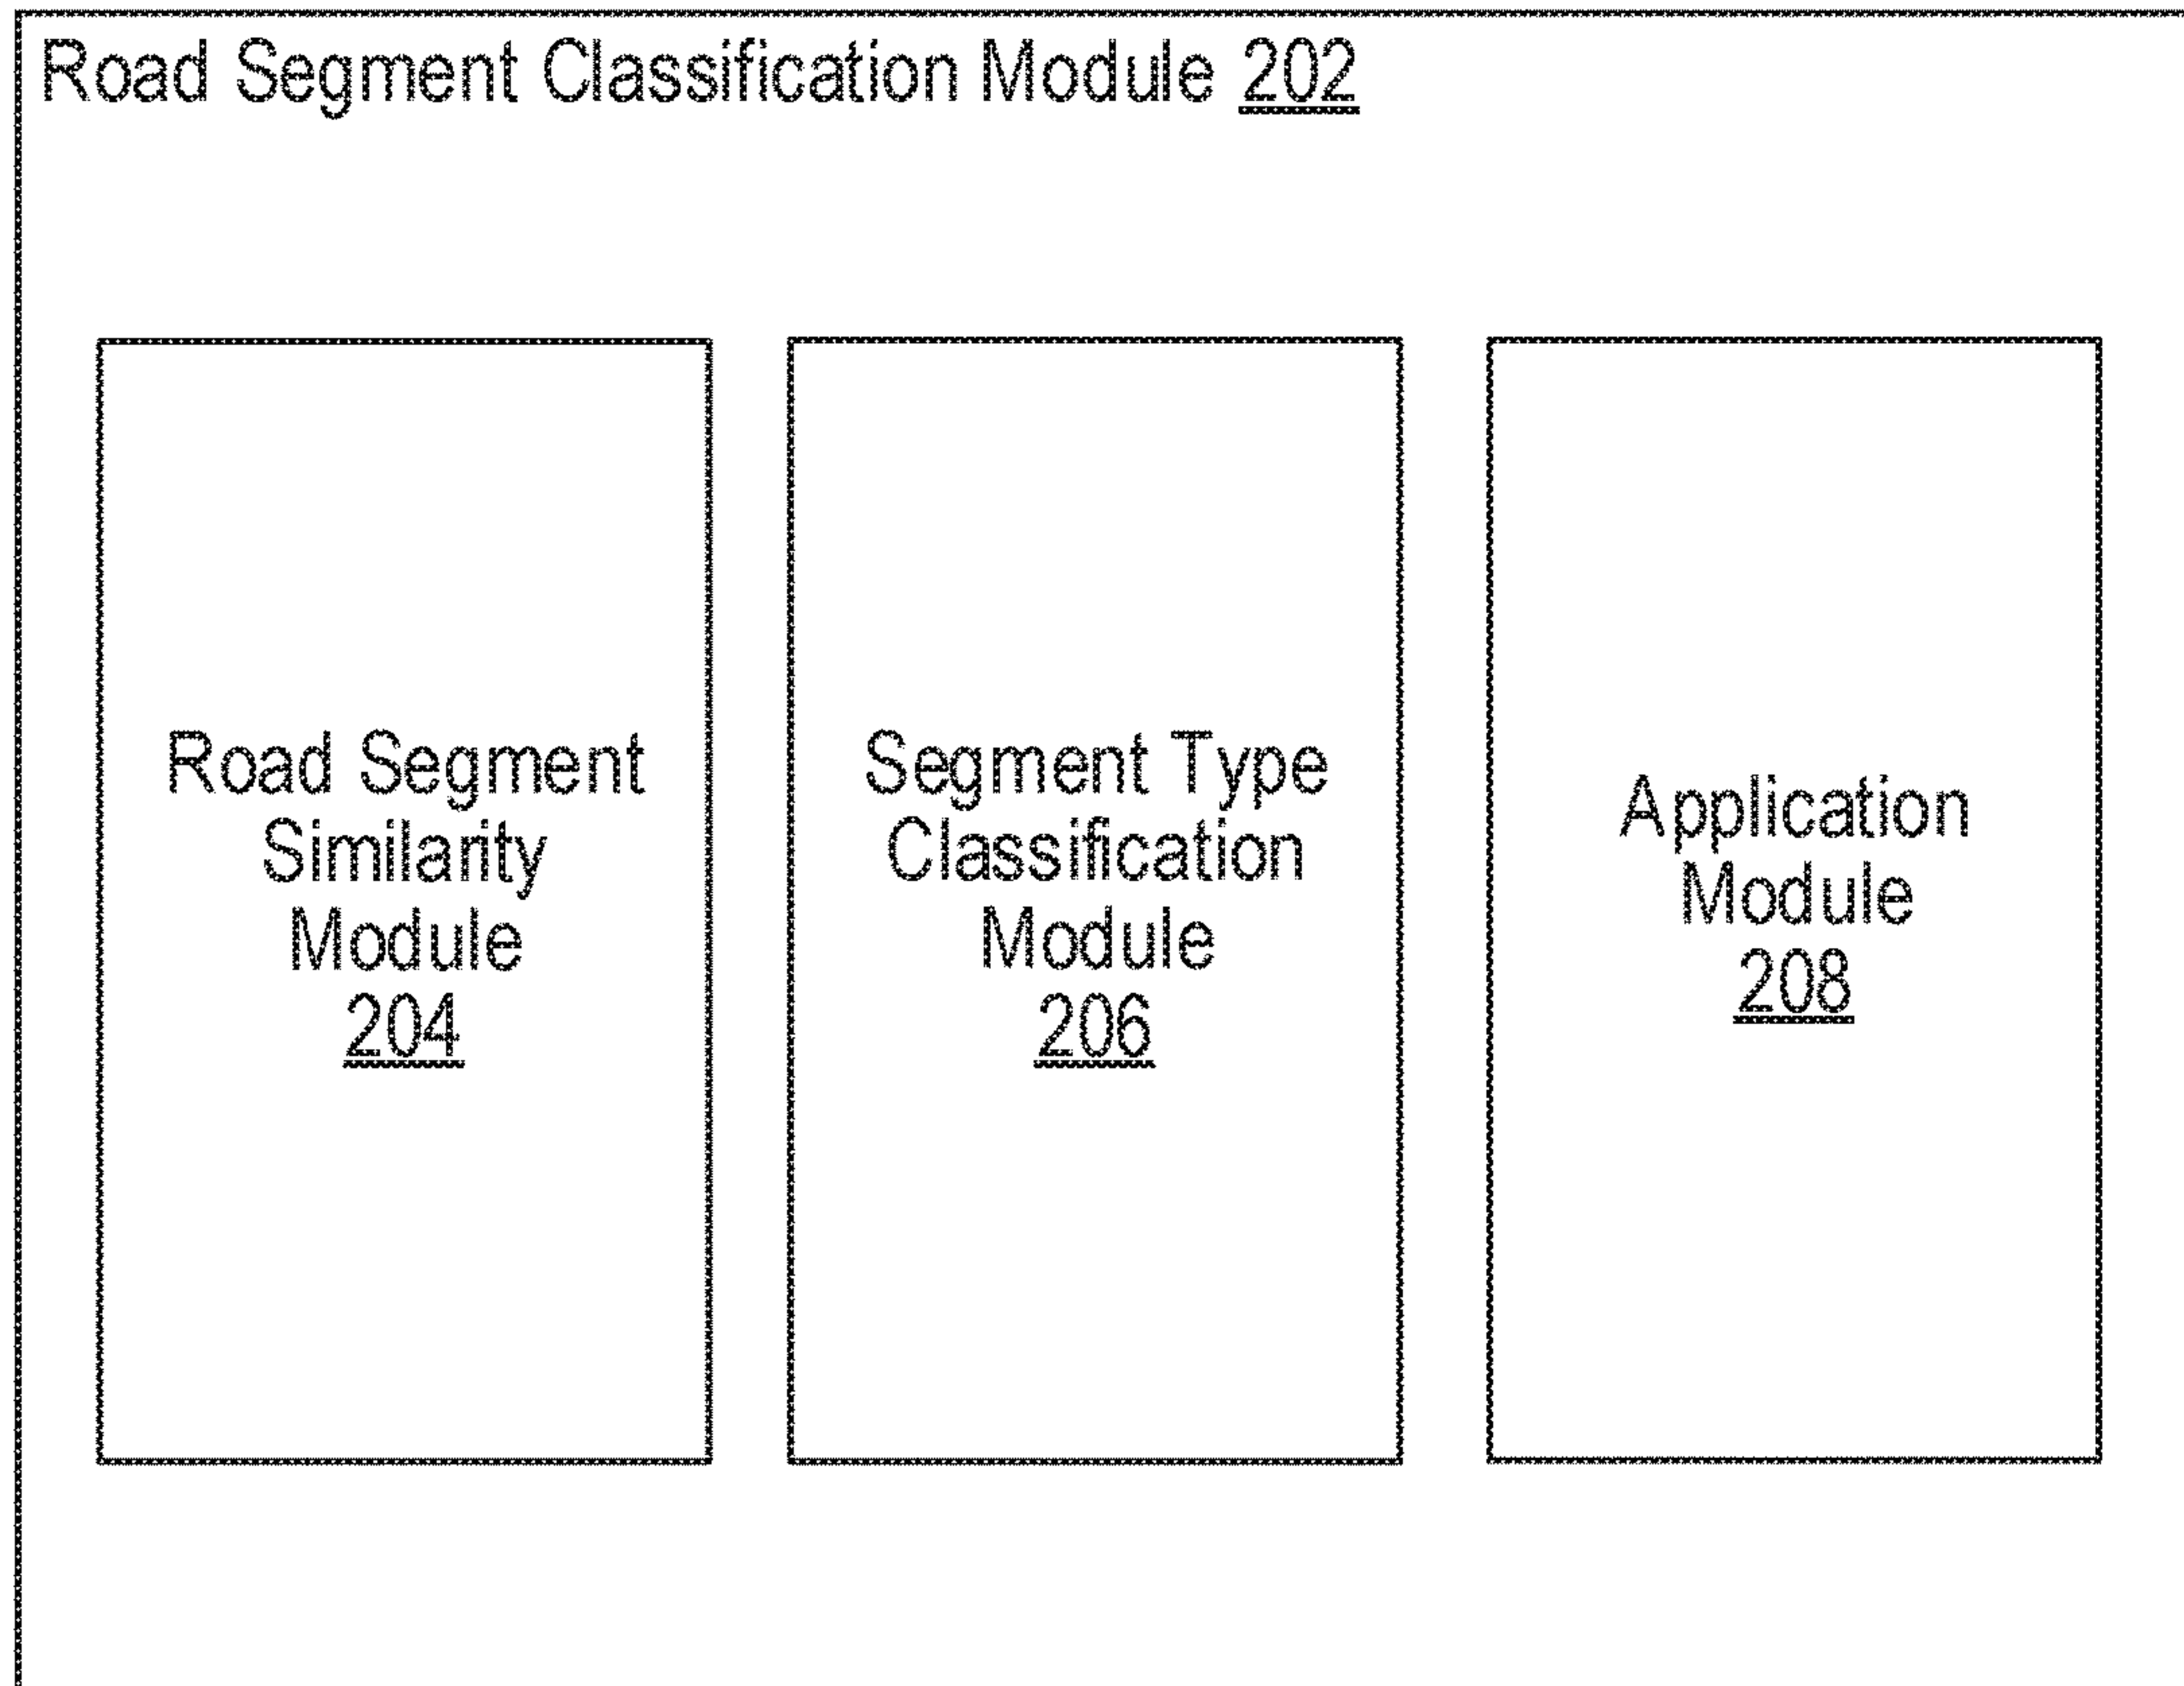 Road Segment Classification Module 202
Road Segment
Similarity
Module
204
Segment Type
Classification
Module
206
Application
Module
208